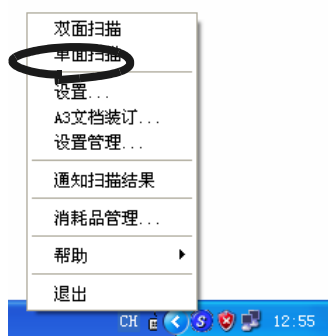 双面扫描
单面扫描
设置...
A3文档装订...
设置管理...
通知扫描结果
消耗品管理...
帮助
退出
CH
S
12:55